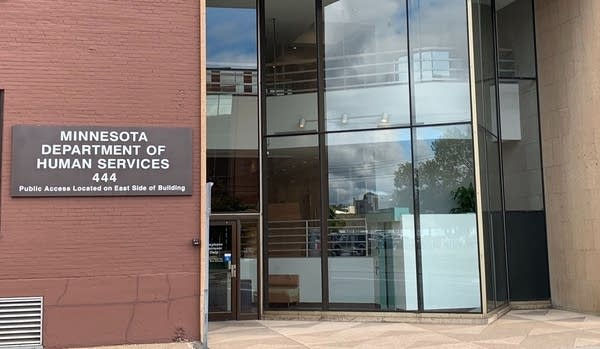 MINNESOTA
DEPARTMENT OF
HUMAN SERVICES
444
Public Access Located on East Side of Building